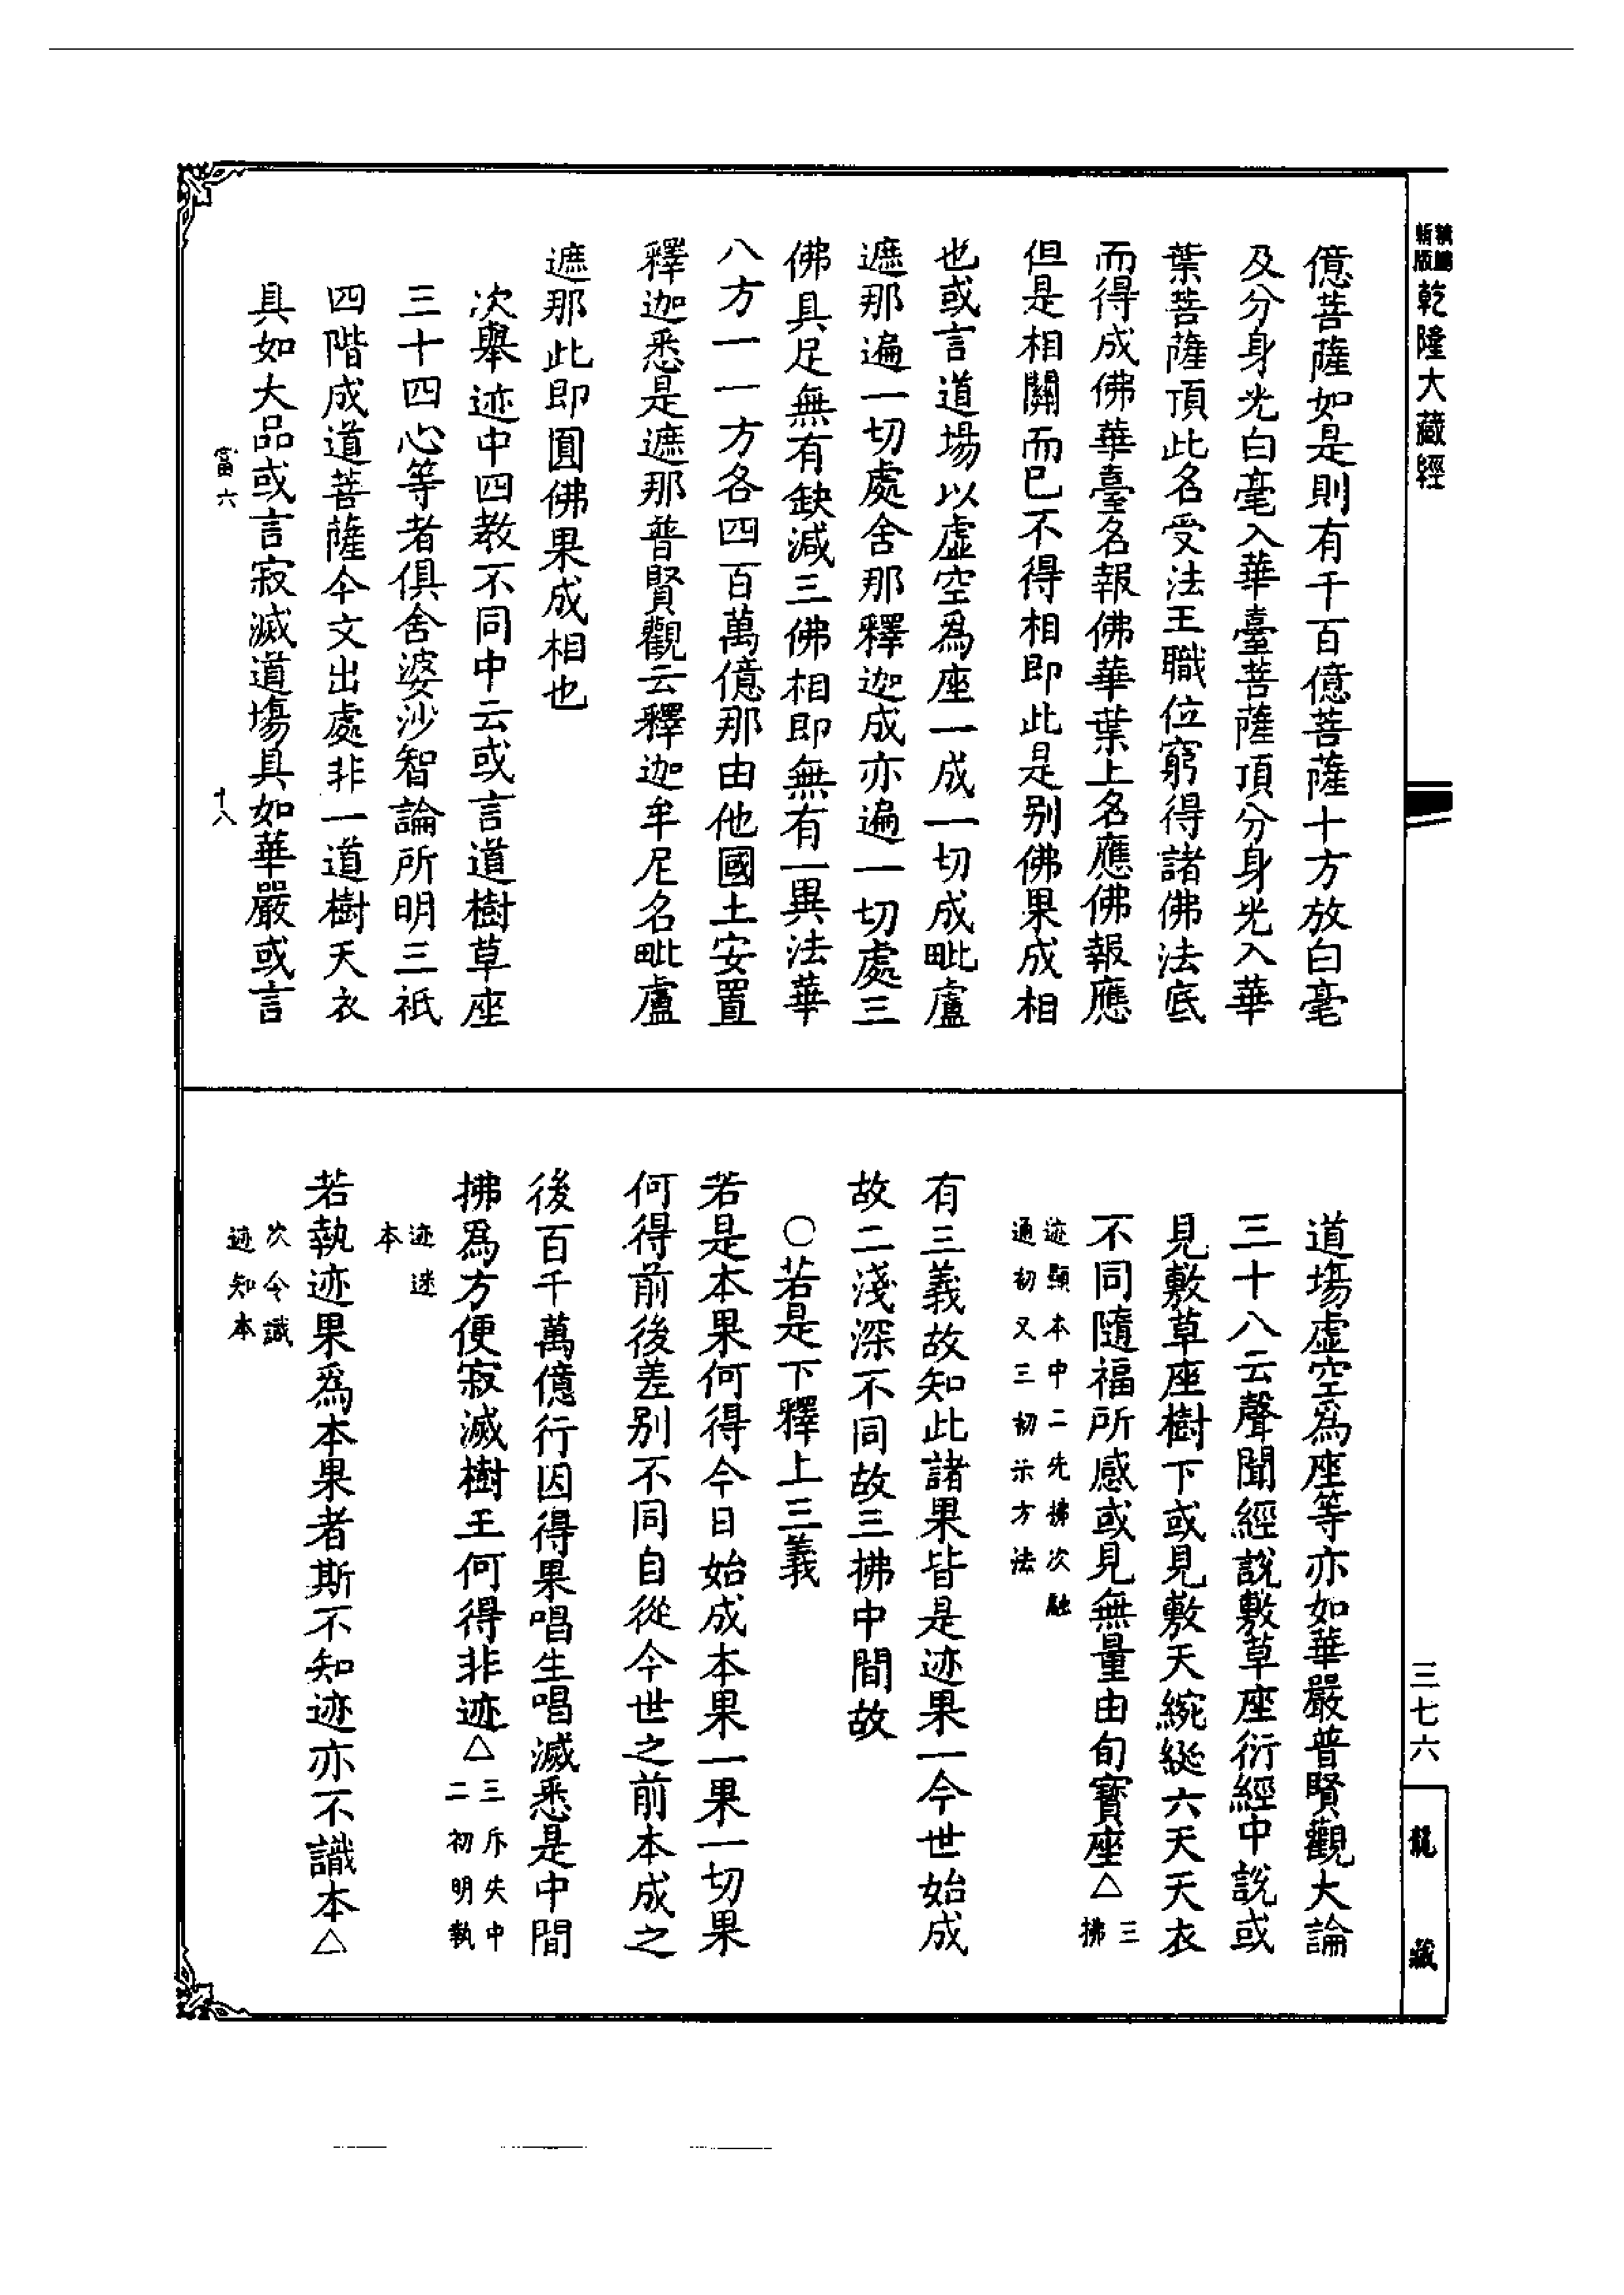 新版
精縮
乾隆大藏經
三七六
龍藏
億菩薩如是則有千百億菩薩十方放白毫
及分身光白毫入華臺菩薩頂分身光入華
葉菩薩頂此名受法王職位窮得諸佛法底
而得成佛華臺名報佛華葉上名應佛報應
但是相關而已不得相即此是别佛果成相
也或言道場以虛空爲座一成一切成毗盧
遮那遍一切處舍那釋迦成亦遍一切處三
佛具足無有缺減三佛相即無有一異法華
八方一一方各四百萬億那由他國土安置
釋迦悉是遮那普賢觀云釋迦牟尼名毗盧
遮那此即圓佛果成相也
次舉迹中四教不同中云或言道樹草座
三十四心等者俱舍婆沙智論所明三祇
四階成道菩薩今文出處非一道樹天衣
具如大品或言寂滅道場具如華嚴或言
當六 十八
道場虛空爲座等亦如華嚴普賢觀大論
三十八云聲聞經說敷草座衍經中說或
見敷草座樹下或見敷天綩綖六天天衣
不同隨福所感或見無量由旬寶座△三拂
迹顯本中二先拂次融
通初又三初示方法
有三義故知此諸果皆是迹果一今世始成
故二淺深不同故三拂中間故
○若是下釋上三義
若是本果何得今日始成本果一果一切果
何得前後差别不同自從今世之前本成之
後百千萬億行因得果唱生唱滅悉是中間
拂爲方便寂滅樹王何得非迹△三斥失中二初明執
迹迷
本
若執迹果爲本果者斯不知迹亦不識本△
次令識
迹知本